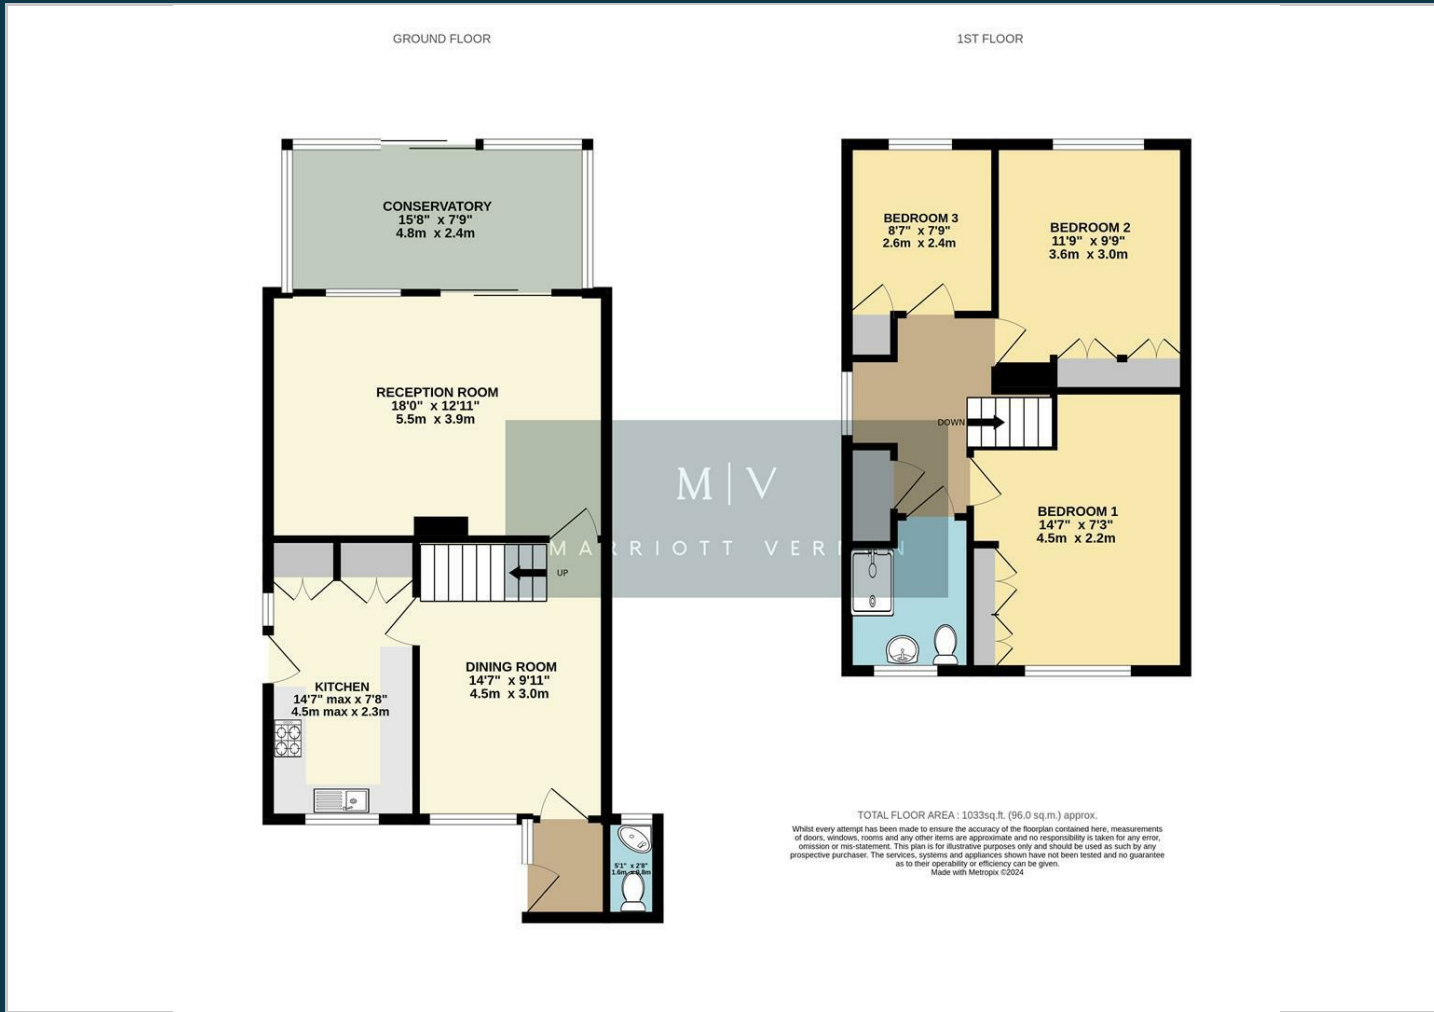 GROUND FLOOR
1ST FLOOR
CONSERVATORY
15'8" x 7'9"
4.8m x 2.4m
RECEPTION ROOM
18'0" x 12'11"
5.5m x 3.9m
UP
KITCHEN
14'7" max x 7'8"
4.5m max x 2.3m
DINING ROOM
14'7" x 9'11"
4.5m x 3.0m
5'1" x 2'8"
1.6m x 0.8m
BEDROOM 3
8'7" x 7'9"
2.6m x 2.4m
BEDROOM 2
11'9" x 9'9"
3.6m x 3.0m
DOWN
BEDROOM 1
14'7" x 7'3"
4.5m x 2.2m
M|V
MARRIOTT VERNON
TOTAL FLOOR AREA : 1033sq.ft. (96.0 sq.m.) approx.
Whilst every attempt has been made to ensure the accuracy of the floorplan contained here, measurements
of doors, windows, rooms and any other items are approximate and no responsibility is taken for any error,
omission or mis-statement. This plan is for illustrative purposes only and should be used as such by any
prospective purchaser. The services, systems and appliances shown have not been tested and no guarantee
as to their operability or efficiency can be given.
Made with Metropix ©2024